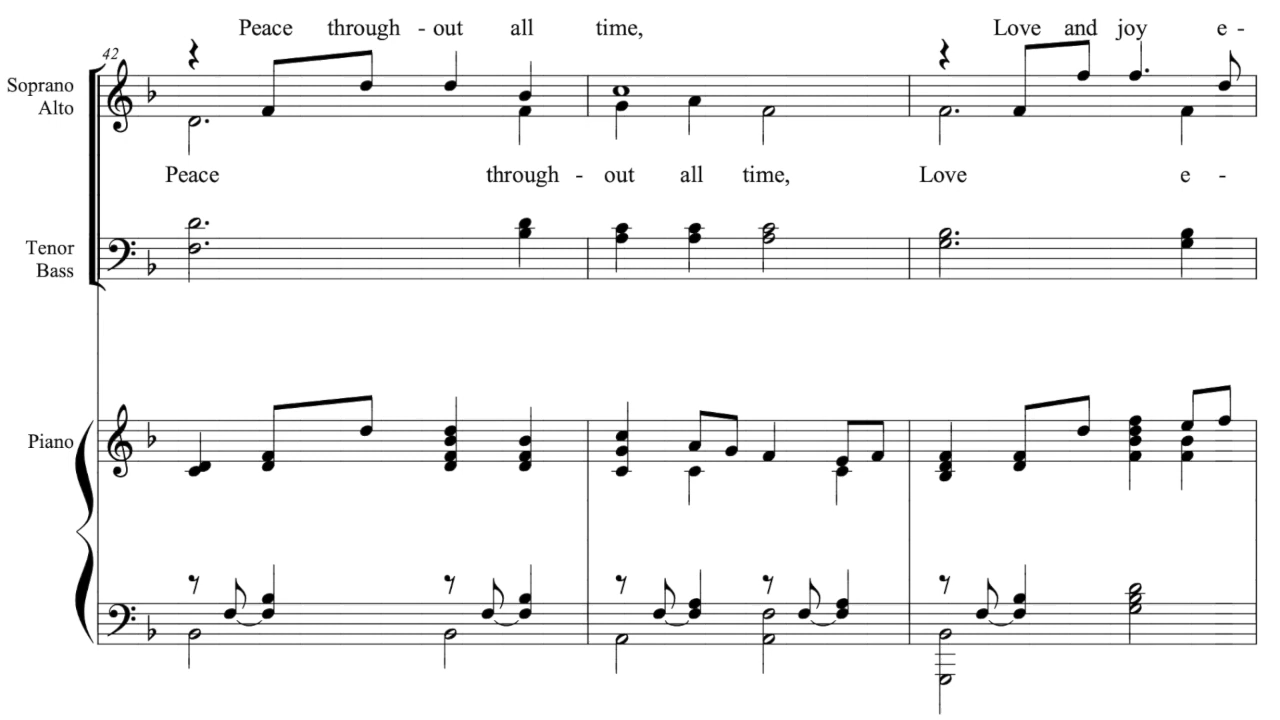 Peace through - out all time, Love and joy e -
42
Soprano
Alto
Peace through - out all time, Love e -
Tenor
Bass
Piano